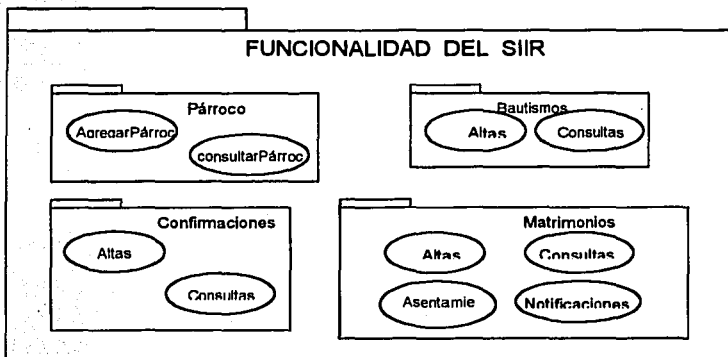 FUNCIONALIDAD DEL SIIR
Párroco
AgregarPárroc
consultarPárroc
Bautismos
Altas
Consultas
Confirmaciones
Altas
Consultas
Matrimonios
Altas
Consultas
Asentamie
Notificaciones